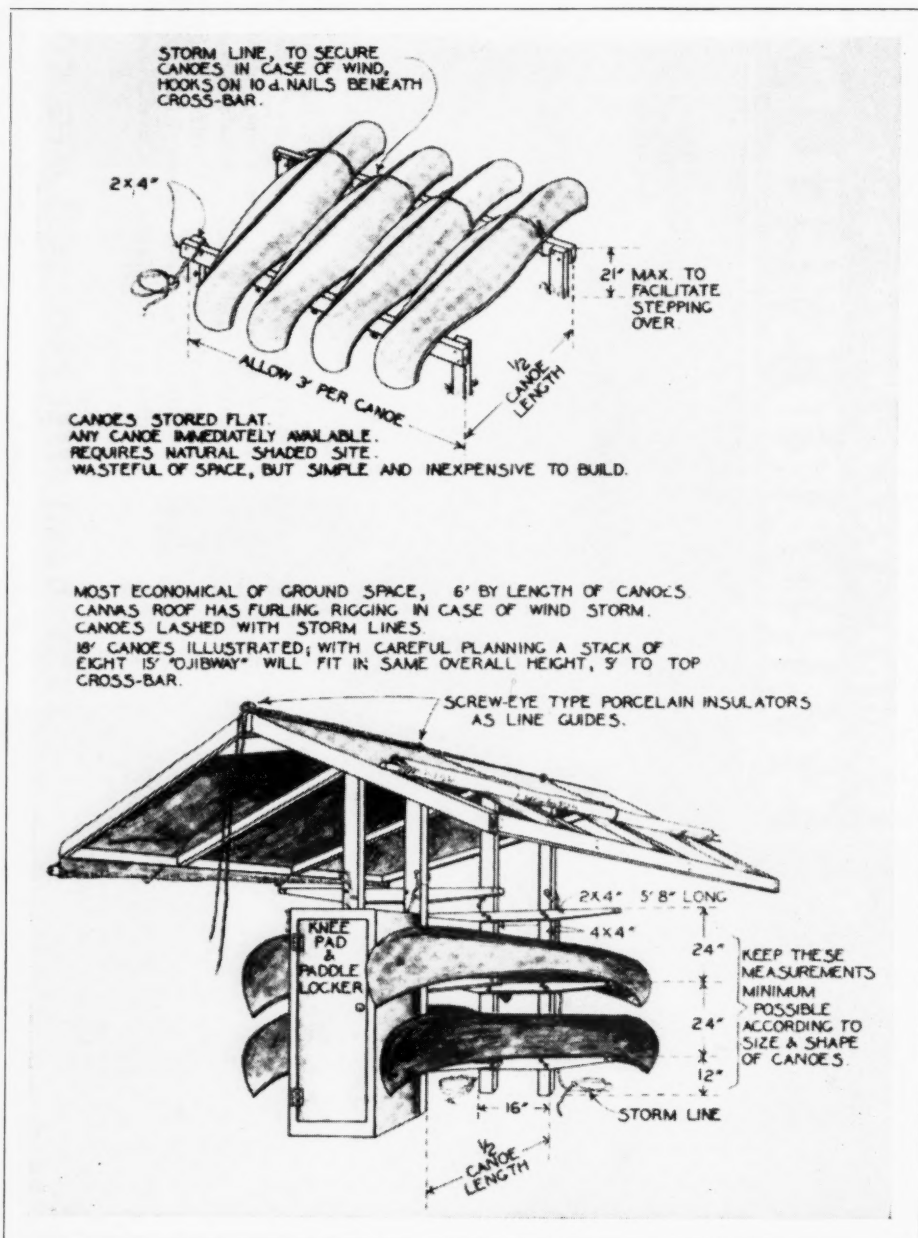 STORM LINE, TO SECURE
CANOES IN CASE OF WIND,
HOOKS ON 10 d. NAILS BENEATH
CROSS-BAR.
2X4"
21" MAX. TO
FACILITATE
STEPPING
OVER.
ALLOW 3' PER CANOE
1/2
CANOE
LENGTH
CANOES STORED FLAT.
ANY CANOE IMMEDIATELY AVAILABLE.
REQUIRES NATURAL SHADED SITE.
WASTEFUL OF SPACE, BUT SIMPLE AND INEXPENSIVE TO BUILD.
MOST ECONOMICAL OF GROUND SPACE, 6' BY LENGTH OF CANOES.
CANVAS ROOF HAS FURLING RIGGING IN CASE OF WIND STORM.
CANOES LASHED WITH STORM LINES.
18' CANOES ILLUSTRATED; WITH CAREFUL PLANNING A STACK OF
EIGHT 15' "OJIBWAY" WILL FIT IN SAME OVERALL HEIGHT, 9' TO TOP
CROSS-BAR.
SCREW-EYE TYPE PORCELAIN INSULATORS
AS LINE GUIDES.
2X4" 5' 8" LONG
4X4"
KNEE
PAD
&
PADDLE
LOCKER
24"
24"
12"
KEEP THESE
MEASUREMENTS
MINIMUM
POSSIBLE
ACCORDING TO
SIZE & SHAPE
OF CANOES.
16"
STORM LINE
1/2
CANOE
LENGTH